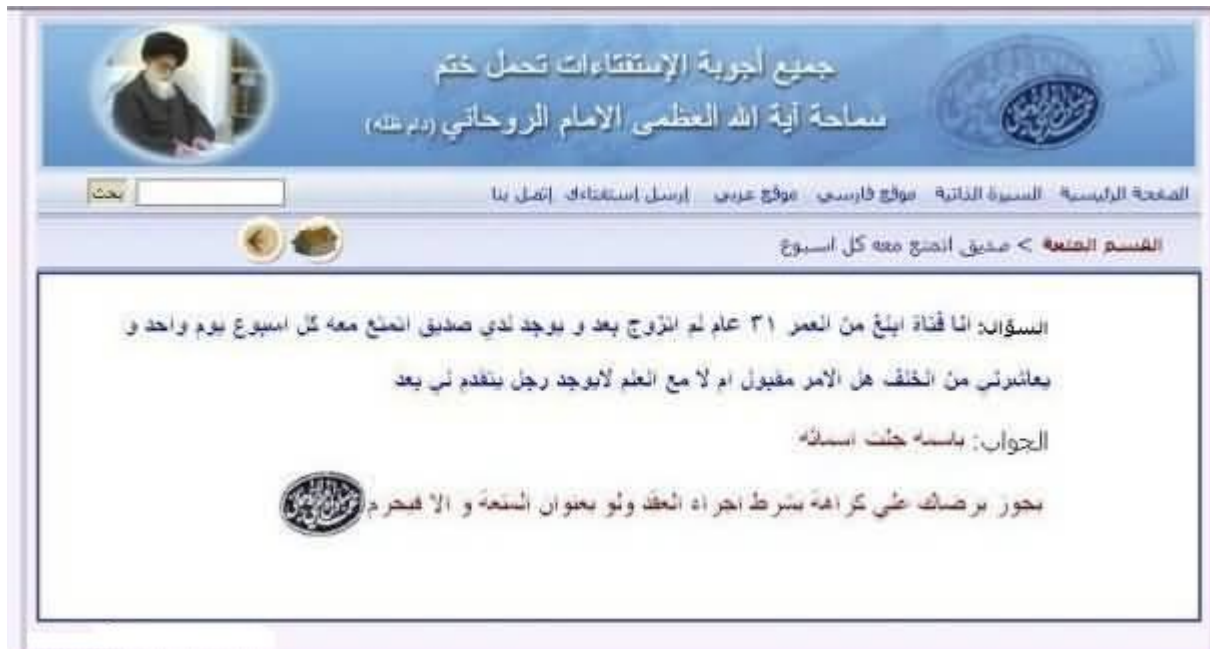 جميع أجوبة الإستفتاءات تحمل ختم
سماحة آية الله العظمى الامام الروحاني (دام ظله)
الصفحة الرئيسية السيرة الذاتية موقع فارسي موقع عربي إرسل إستفتاءك إتصل بنا
بحث
القسم المتعة > صديق اتمتع معه كل اسبوع
السؤال: انا فتاة ابلغ من العمر ٣١ عام لم اتزوج بعد و يوجد لدي صديق اتمتع معه كل اسبوع يوم واحد و
يعاشرني من الخلف هل الامر مقبول ام لا مع العلم لايوجد رجل يتقدم لي بعد
الجواب: باسمه جلت اسمائه
يجوز برضاك علي كراهة بشرط اجراء العقد ولو بعنوان المتعة و الا فيحرم